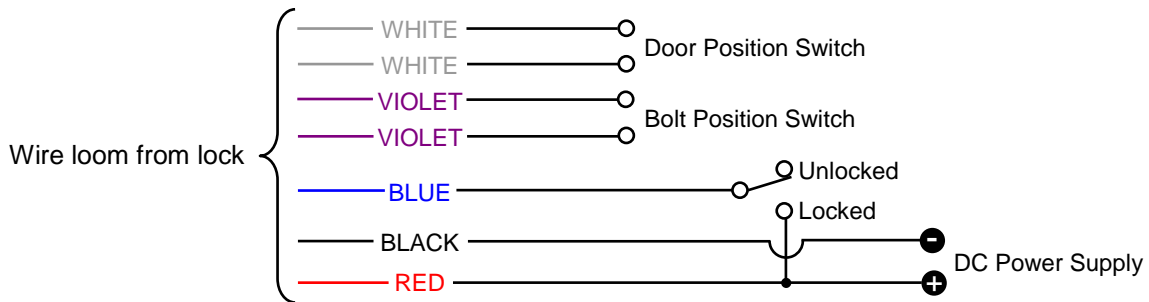 WHITE
Door Position Switch
WHITE
VIOLET
Bolt Position Switch
VIOLET
Wire loom from lock
Unlocked
BLUE
Locked
BLACK
-
DC Power Supply
RED
+